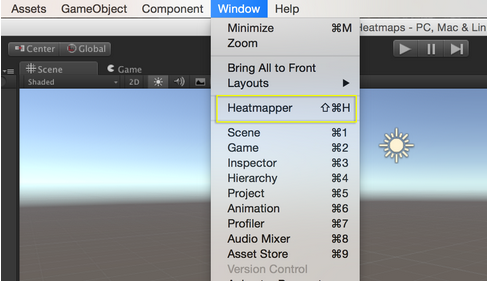 Assets GameObject Component Window Help
Heatmaps - PC, Mac & Lin
Minimize ⌘M
Zoom
Center Global
Bring All to Front
Layouts
Scene Game
Shaded 2D
Heatmapper ⇧⌘H
Scene ⌘1
Game ⌘2
Inspector ⌘3
Hierarchy ⌘4
Project ⌘5
Animation ⌘6
Profiler ⌘7
Audio Mixer ⌘8
Asset Store ⌘9
Version Control